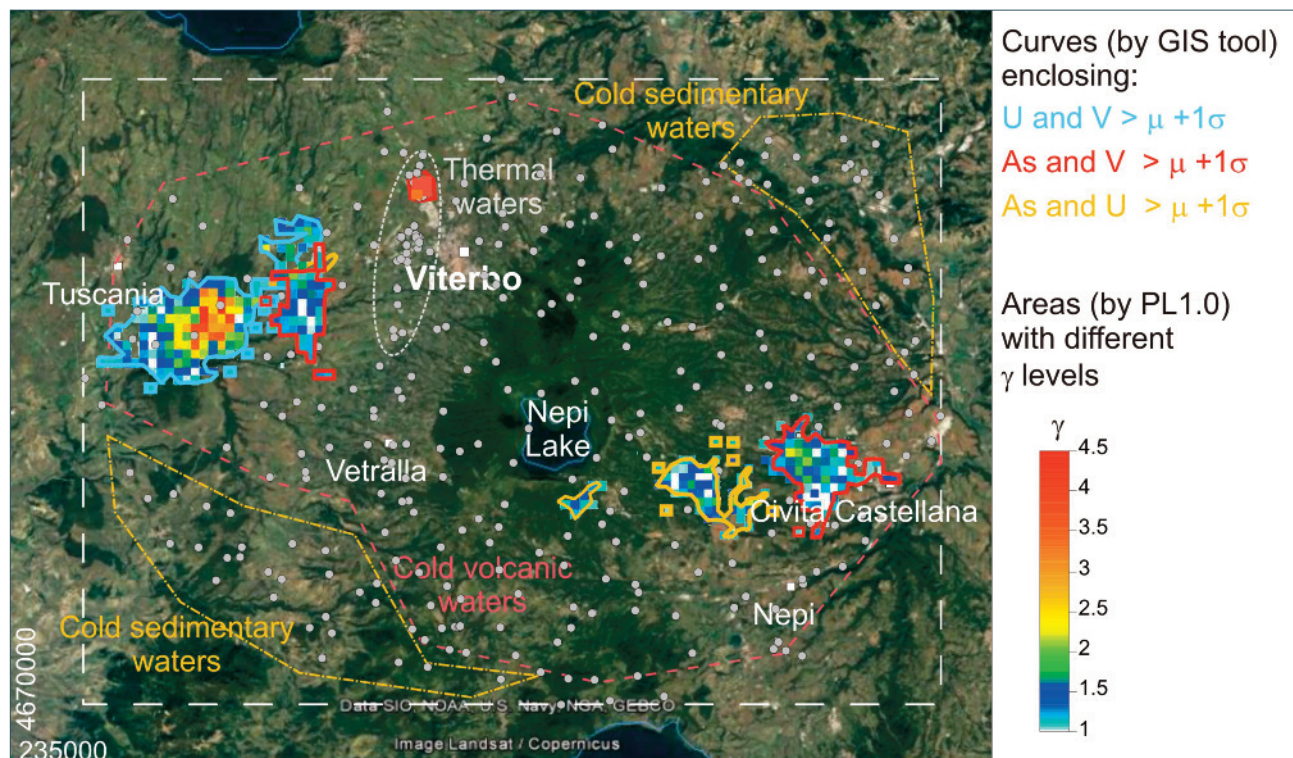 Cold sedimentary
waters
Thermal
waters
Viterbo
Tuscania
Nepi
Lake
Vetralla
Civita Castellana
Cold volcanic
waters
Nepi
Cold sedimentary
waters
4670000
235000
Data SIO, NOAA, U.S. Navy, NGA, GEBCO
Image Landsat / Copernicus
Curves (by GIS tool)
enclosing:
U and V > μ +1σ
As and V > μ +1σ
As and U > μ +1σ
Areas (by PL1.0)
with different
γ levels
γ
4.5
4
3.5
3
2.5
2
1.5
1